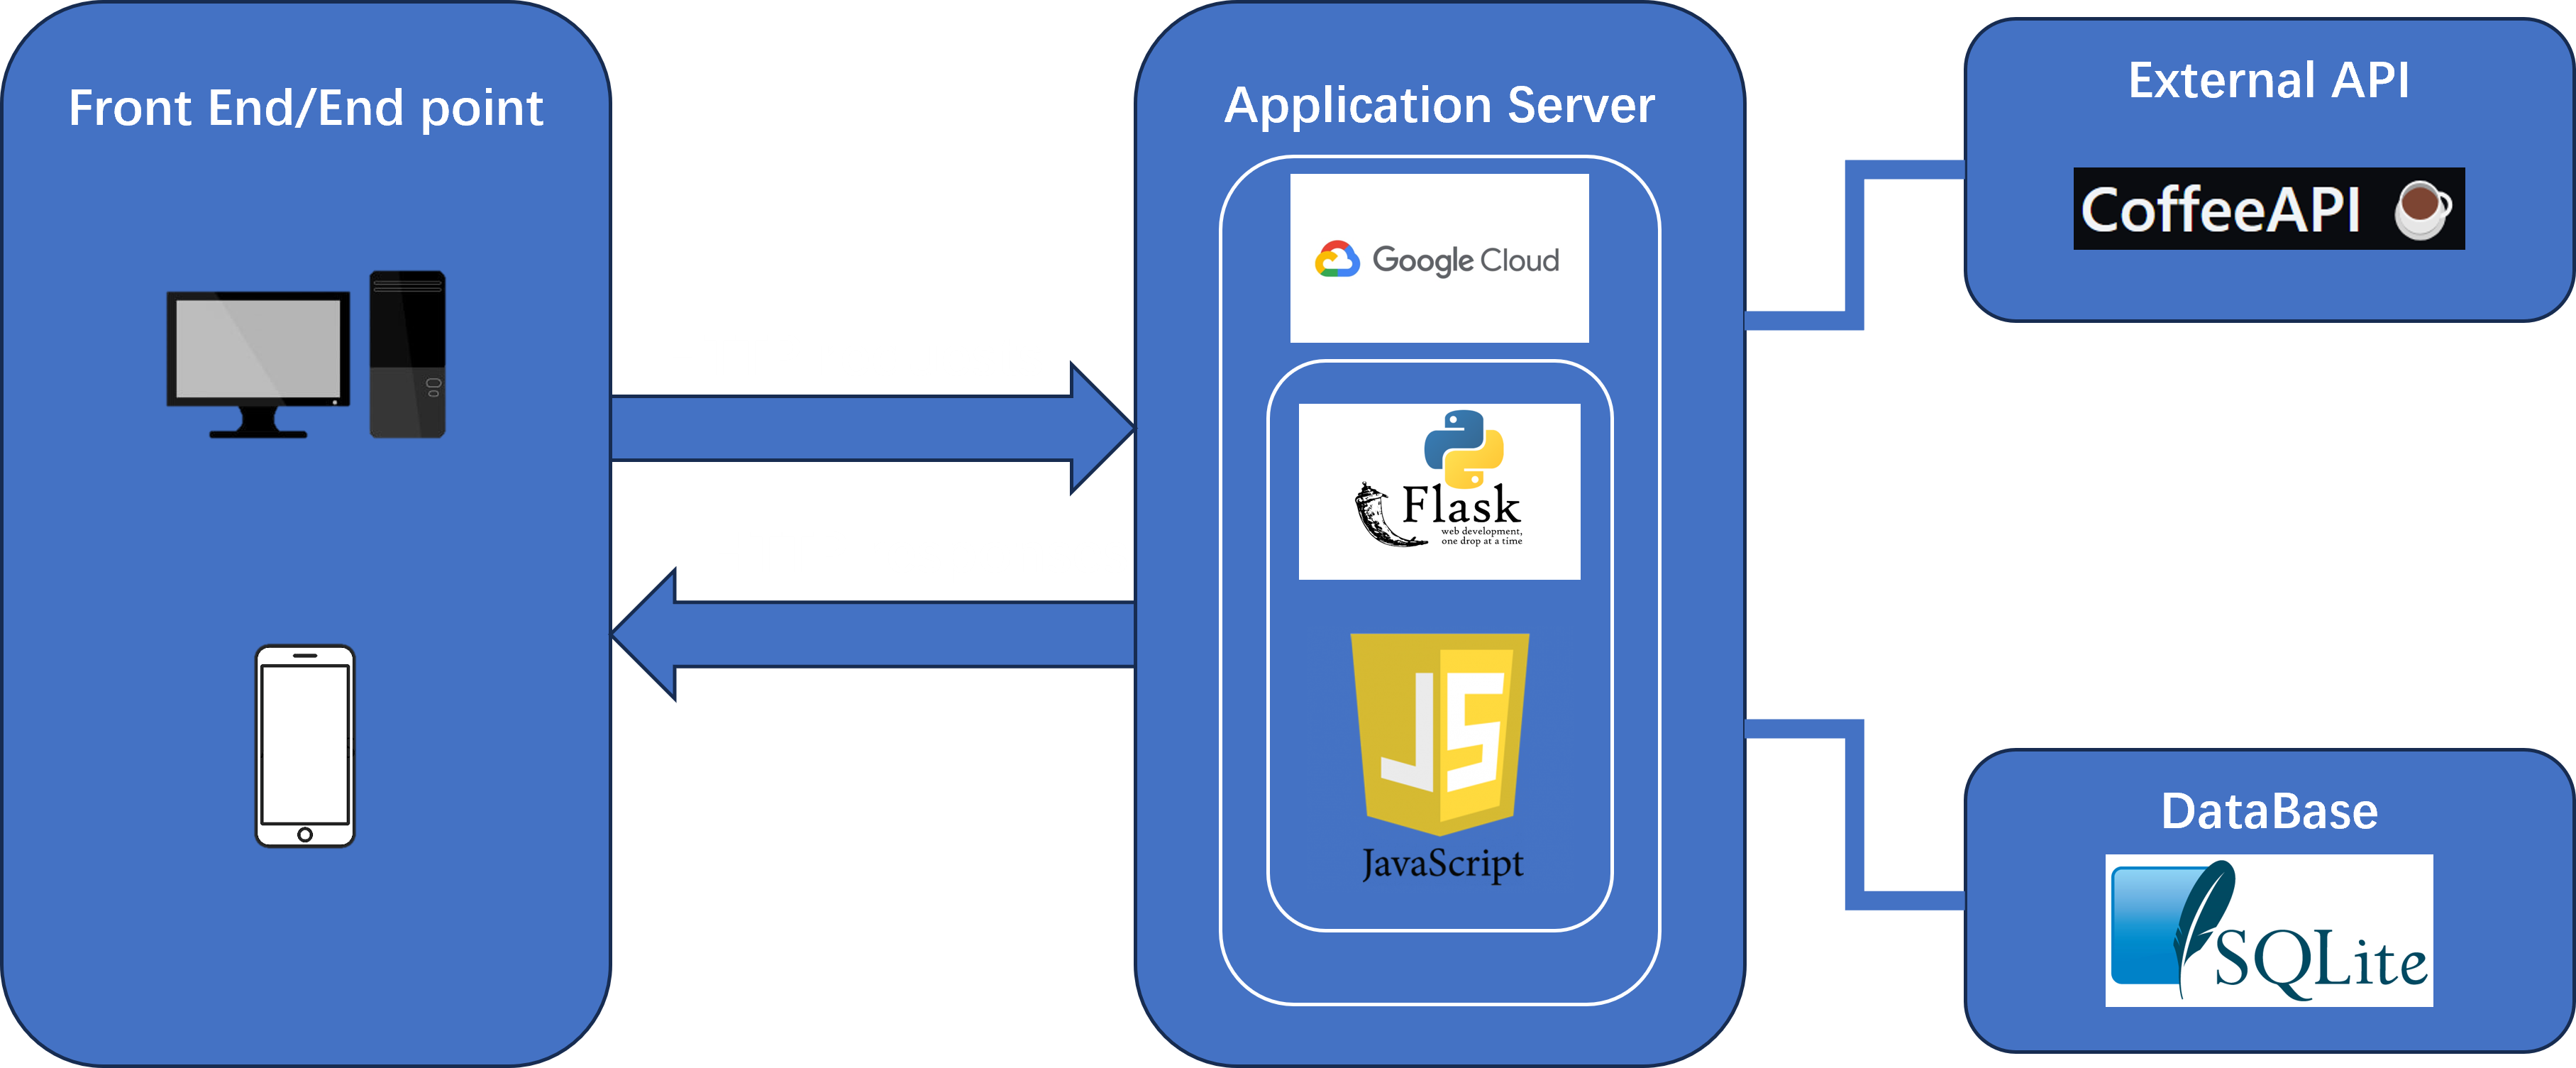 Front End/End point
Application Server
Google Cloud
Flask
web development,
one drop at a time
JS
JavaScript
External API
CoffeeAPI
DataBase
SQLite